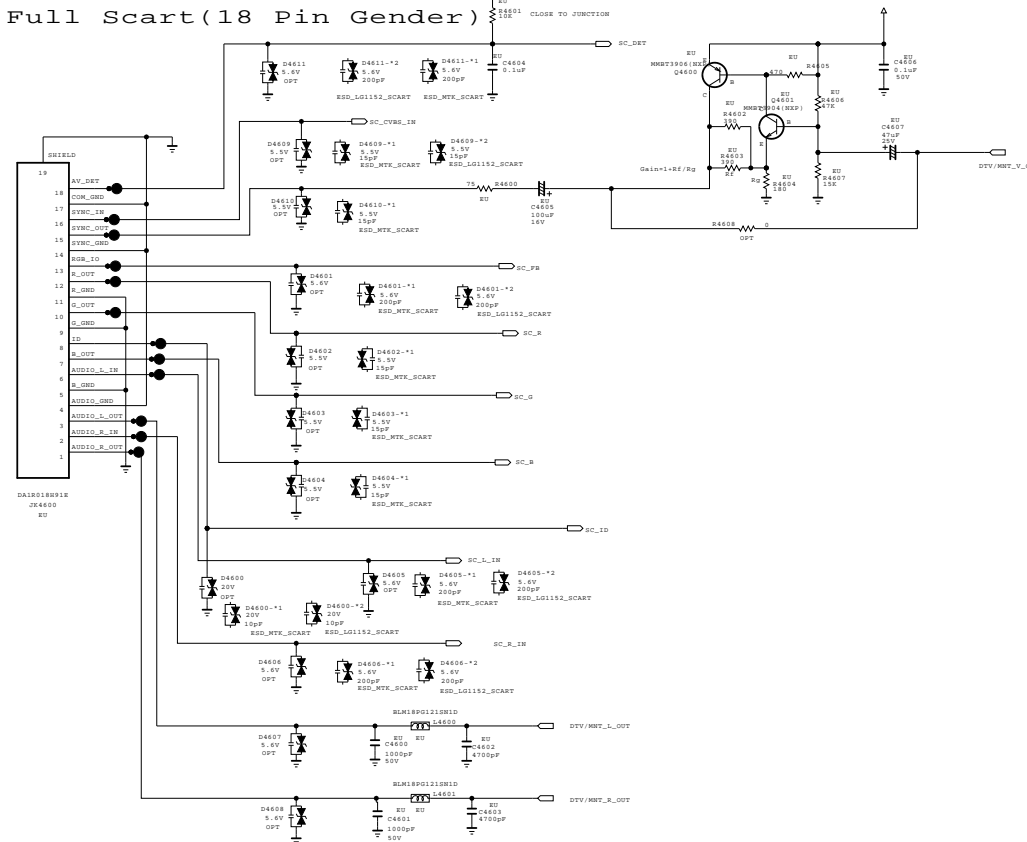 Full Scart(18 Pin Gender)
EU
R4601
10K
CLOSE TO JUNCTION
SC_DET
D4611
5.6V
OPT
D4611-*2
5.6V
200pF
ESD_LG1152_SCART
D4611-*1
5.6V
200pF
ESD_MTK_SCART
EU
C4604
0.1uF
SC_CVBS_IN
D4609
5.5V
OPT
D4609-*1
5.5V
15pF
ESD_MTK_SCART
D4609-*2
5.5V
15pF
ESD_LG1152_SCART
D4610
5.5V
OPT
D4610-*1
5.5V
15pF
ESD_MTK_SCART
75
R4600
EU
EU
C4605
100uF
16V
EU
MMBT3906(NXP)
Q4600
E
B
C
EU
470
R4605
EU
Q4601
MMBT3904(NXP)
B
E
EU
R4602
390
EU
R4603
390
Rf
Gain=1+Rf/Rg
Rg
EU
R4604
180
EU
R4606
47K
EU
R4607
15K
EU
C4606
0.1uF
50V
EU
C4607
47uF
25V
DTV/MNT_V_O
R4608
0
OPT
SHIELD
19
AV_DET
18
COM_GND
17
SYNC_IN
16
SYNC_OUT
15
SYNC_GND
14
RGB_IO
13
R_OUT
12
R_GND
11
G_OUT
10
G_GND
9
ID
8
B_OUT
7
AUDIO_L_IN
6
B_GND
5
AUDIO_GND
4
AUDIO_L_OUT
3
AUDIO_R_IN
2
AUDIO_R_OUT
1
DA1R018H91E
JK4600
EU
SC_FB
D4601
5.6V
OPT
D4601-*1
5.6V
200pF
ESD_MTK_SCART
D4601-*2
5.6V
200pF
ESD_LG1152_SCART
SC_R
D4602
5.5V
OPT
D4602-*1
5.5V
15pF
ESD_MTK_SCART
SC_G
D4603
5.5V
OPT
D4603-*1
5.5V
15pF
ESD_MTK_SCART
SC_B
D4604
5.5V
OPT
D4604-*1
5.5V
15pF
ESD_MTK_SCART
SC_ID
D4600
20V
OPT
D4600-*1
20V
10pF
ESD_MTK_SCART
D4600-*2
20V
10pF
ESD_LG1152_SCART
SC_L_IN
D4605
5.6V
OPT
D4605-*1
5.6V
200pF
ESD_MTK_SCART
D4605-*2
5.6V
200pF
ESD_LG1152_SCART
SC_R_IN
D4606
5.6V
OPT
D4606-*1
5.6V
200pF
ESD_MTK_SCART
D4606-*2
5.6V
200pF
ESD_LG1152_SCART
BLM18PG121SN1D
L4600
EU
DTV/MNT_L_OUT
D4607
5.6V
OPT
EU
C4600
1000pF
50V
EU
C4602
4700pF
BLM18PG121SN1D
L4601
EU
DTV/MNT_R_OUT
D4608
5.6V
OPT
EU
C4601
1000pF
50V
EU
C4603
4700pF